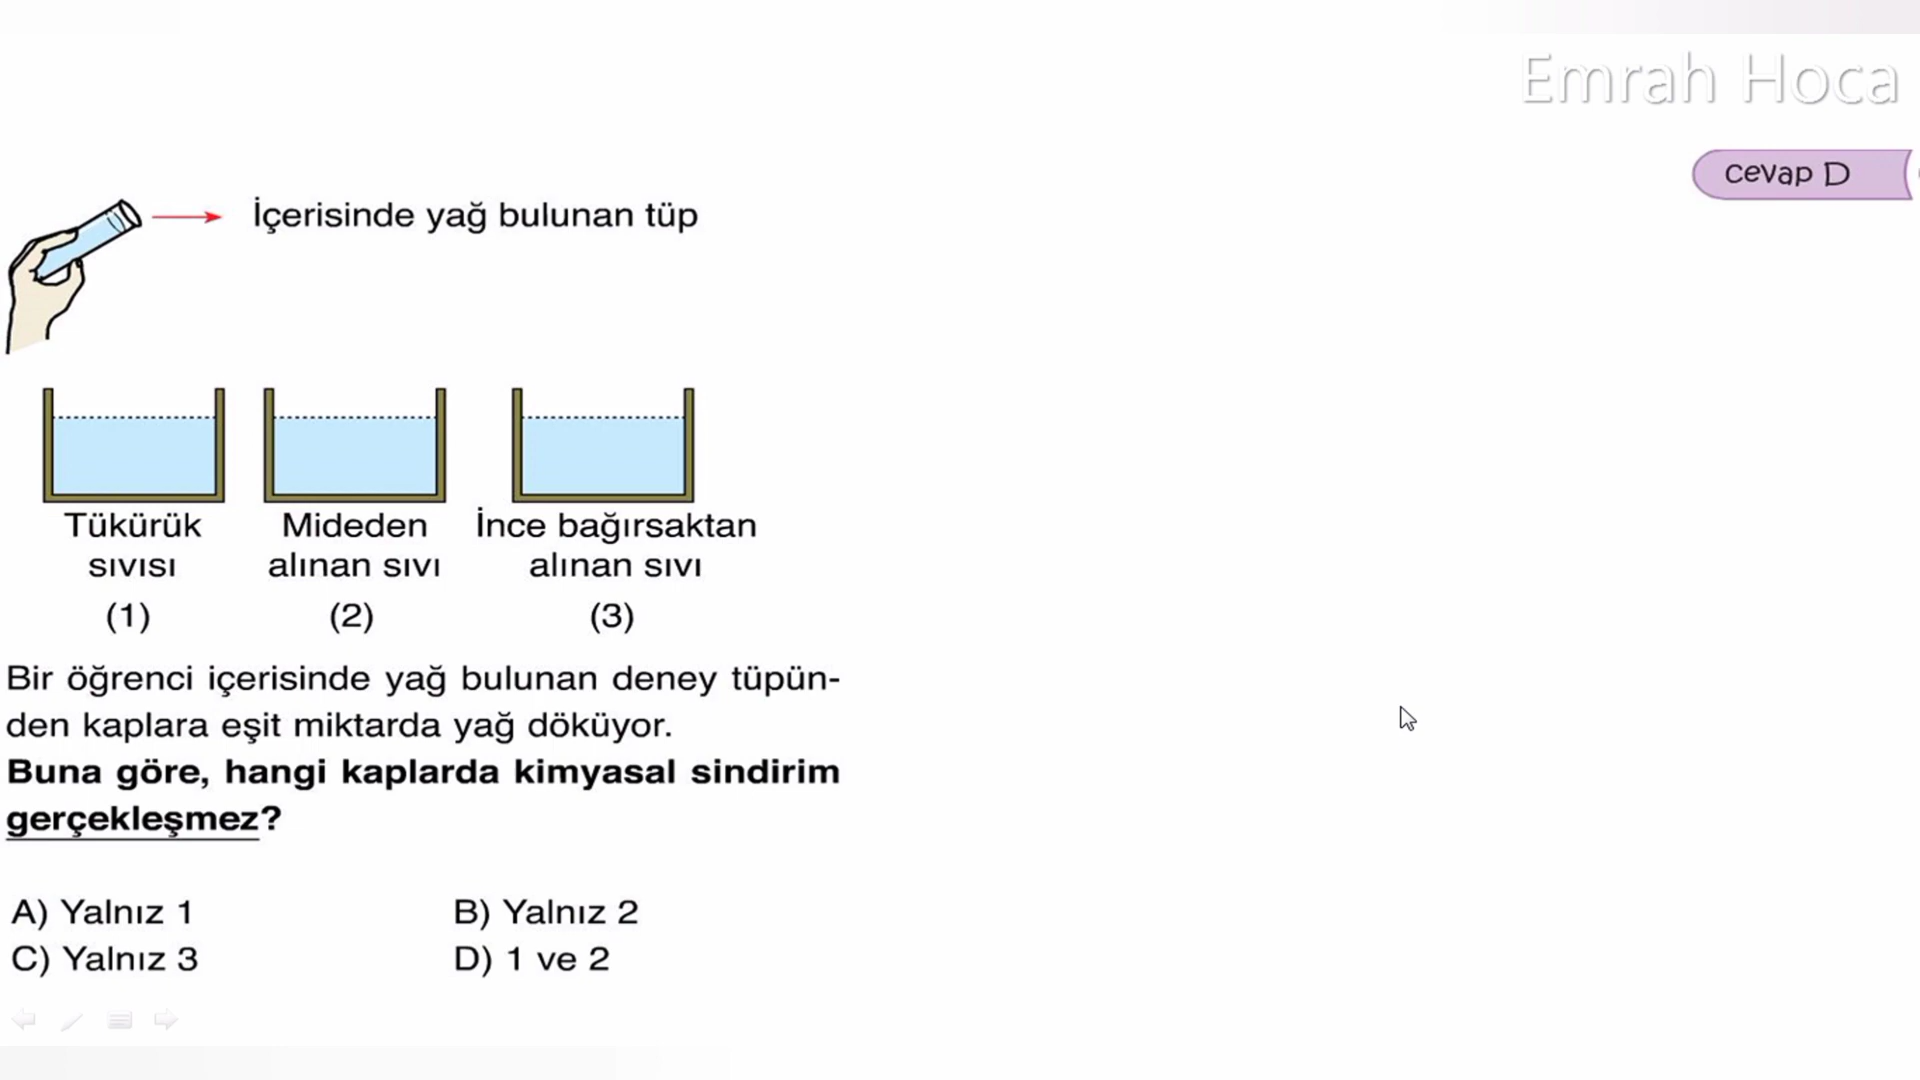 Emrah Hoca
cevap D
İçerisinde yağ bulunan tüp
Tükürük
sıvısı
(1)
Mideden
alınan sıvı
(2)
İnce bağırsaktan
alınan sıvı
(3)
Bir öğrenci içerisinde yağ bulunan deney tüpün-
den kaplara eşit miktarda yağ döküyor.
Buna göre, hangi kaplarda kimyasal sindirim
gerçekleşmez?
A) Yalnız 1
B) Yalnız 2
C) Yalnız 3
D) 1 ve 2